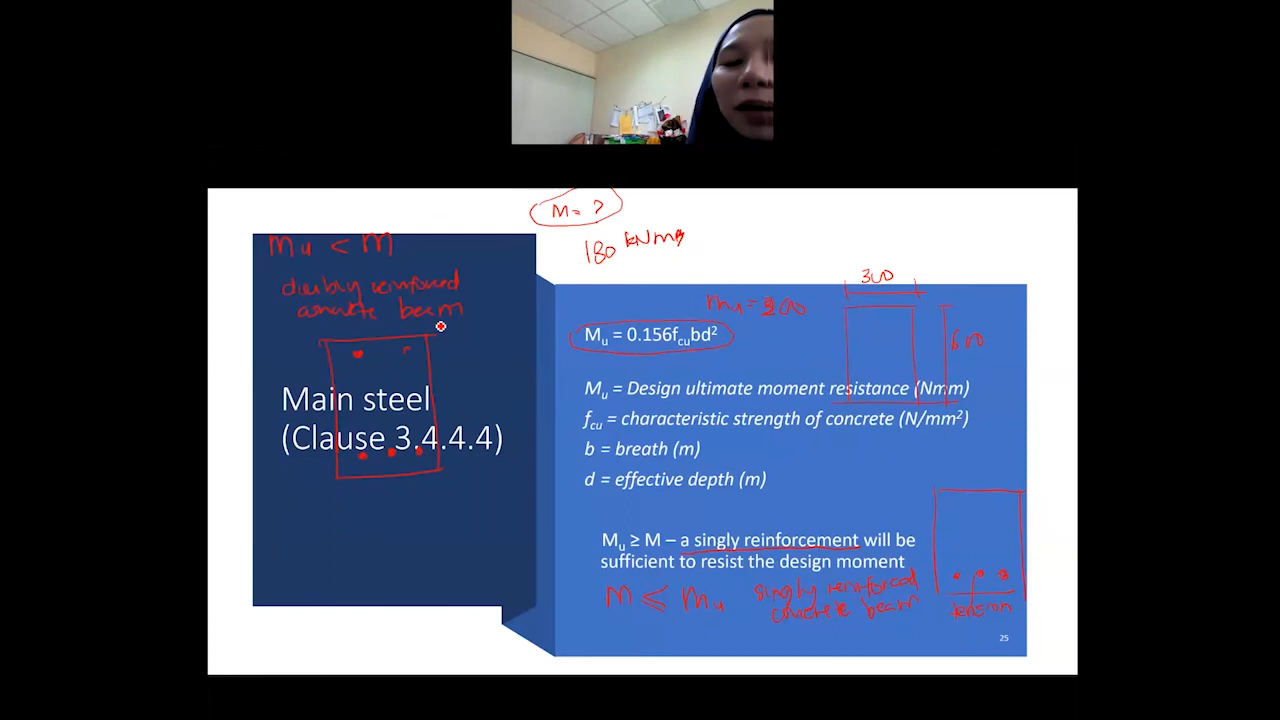 M = ?
180 kNm
Mu < M
doubly reinforced
concrete beam
300
Mu = 200
600
Mu = 0.156fcubd²
Main steel
(Clause 3.4.4.4)
Mu = Design ultimate moment resistance (Nmm)
fcu = characteristic strength of concrete (N/mm²)
b = breath (m)
d = effective depth (m)
Mu ≥ M – a singly reinforcement will be
sufficient to resist the design moment
M ≤ Mu
singly reinforced
concrete beam
tension
25